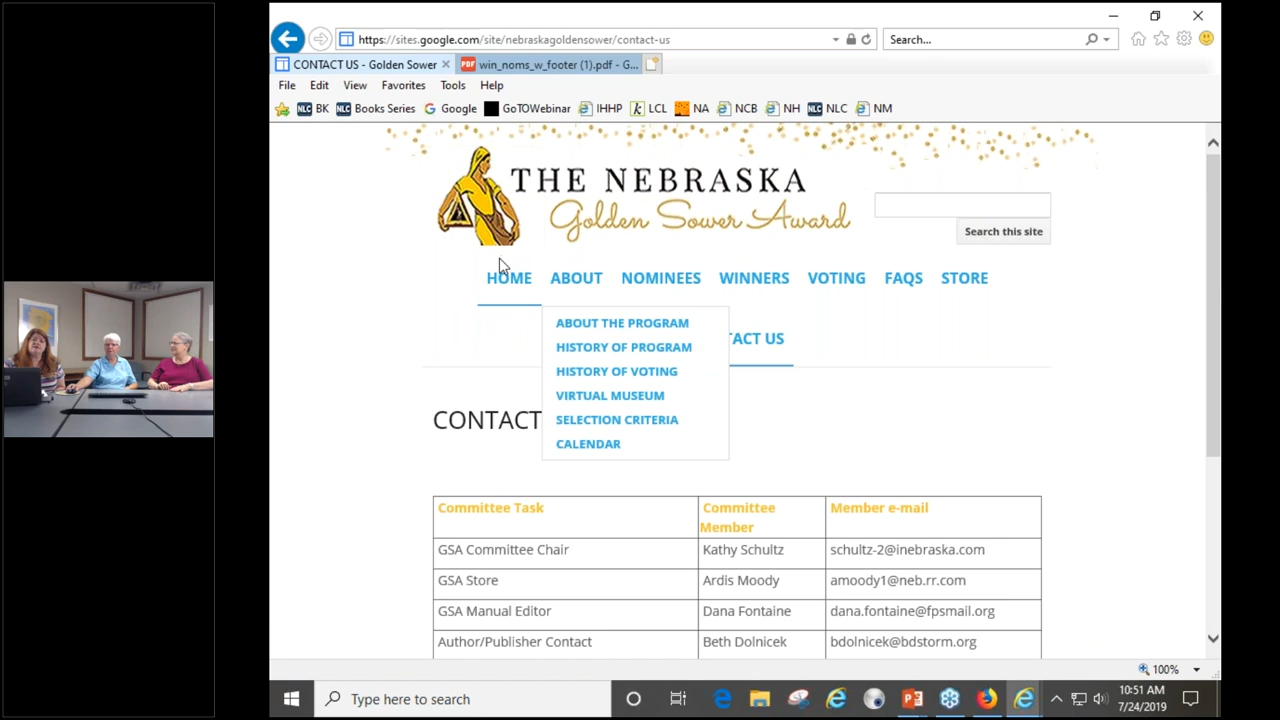 https://sites.google.com/site/nebraskagoldensower/contact-us
Search...
CONTACT US - Golden Sower
PDF win_noms_w_footer (1).pdf - G...
File Edit View Favorites Tools Help
NLC BK NLC Books Series G Google GoTOWebinar IHHP k LCL NA NCB NH NLC NLC NM
THE NEBRASKA
Golden Sower Award
Search this site
HOME ABOUT NOMINEES WINNERS VOTING FAQS STORE
ABOUT THE PROGRAM
TACT US
HISTORY OF PROGRAM
HISTORY OF VOTING
VIRTUAL MUSEUM
SELECTION CRITERIA
CALENDAR
CONTACT
Committee Task Committee Member Member e-mail
GSA Committee Chair Kathy Schultz schultz-2@inebraska.com
GSA Store Ardis Moody amoody1@neb.rr.com
GSA Manual Editor Dana Fontaine dana.fontaine@fpsmail.org
Author/Publisher Contact Beth Dolnicek bdolnicek@bdstorm.org
100%
Type here to search
10:51 AM
7/24/2019